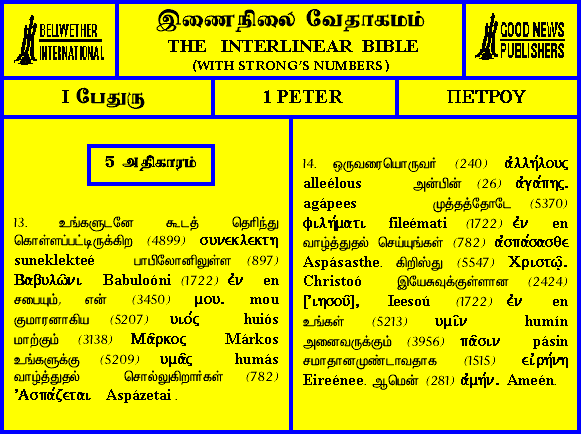 BELLWETHER
INTERNATIONAL
இணைநிலை வேதாகமம்
THE INTERLINEAR BIBLE
(WITH STRONG'S NUMBERS)
GOOD NEWS
PUBLISHERS
I பேதுரு
1 PETER
ΠΕΤΡΟΥ
5 அதிகாரம்
13. உங்களுடனே கூடத் தெரிந்து
கொள்ளப்பட்டிருக்கிற (4899) συνεκλεκτη
suneklekteé பாபிலோனிலுள்ள (897)
Βαβυλῶνι Babuloóni (1722) ἐν en
சபையும், என் (3450) μου. mou
குமாரனாகிய (5207) υιός huiós
மாற்கும் (3138) Μᾶρκος Márkos
உங்களுக்கு (5209) υμᾶς humás
வாழ்த்துதல் சொல்லுகிறார்கள் (782)
Ἀσπάζεται Aspázetai.
14. ஒருவரையொருவர் (240) ἀλλήλους
alleélous அன்பின் (26) ἀγάπης.
agápees முத்தத்தோடே (5370)
φιλήματι fileémati (1722) ἐν en
வாழ்த்துதல் செய்யுங்கள் (782) ἀσπάσασθε
Aspásasthe. கிறிஸ்து (5547) Χριστῷ.
Christoó இயேசுவுக்குள்ளான (2424)
[Ἰησοῦ], Ieesoú (1722) ἐν en
உங்கள் (5213) υμῖν humín
அனைவருக்கும் (3956) πᾶσιν pásin
சமாதானமுண்டாவதாக (1515) εἰρήνη
Eireénee. ஆமென் (281) ἀμήν. Ameén.